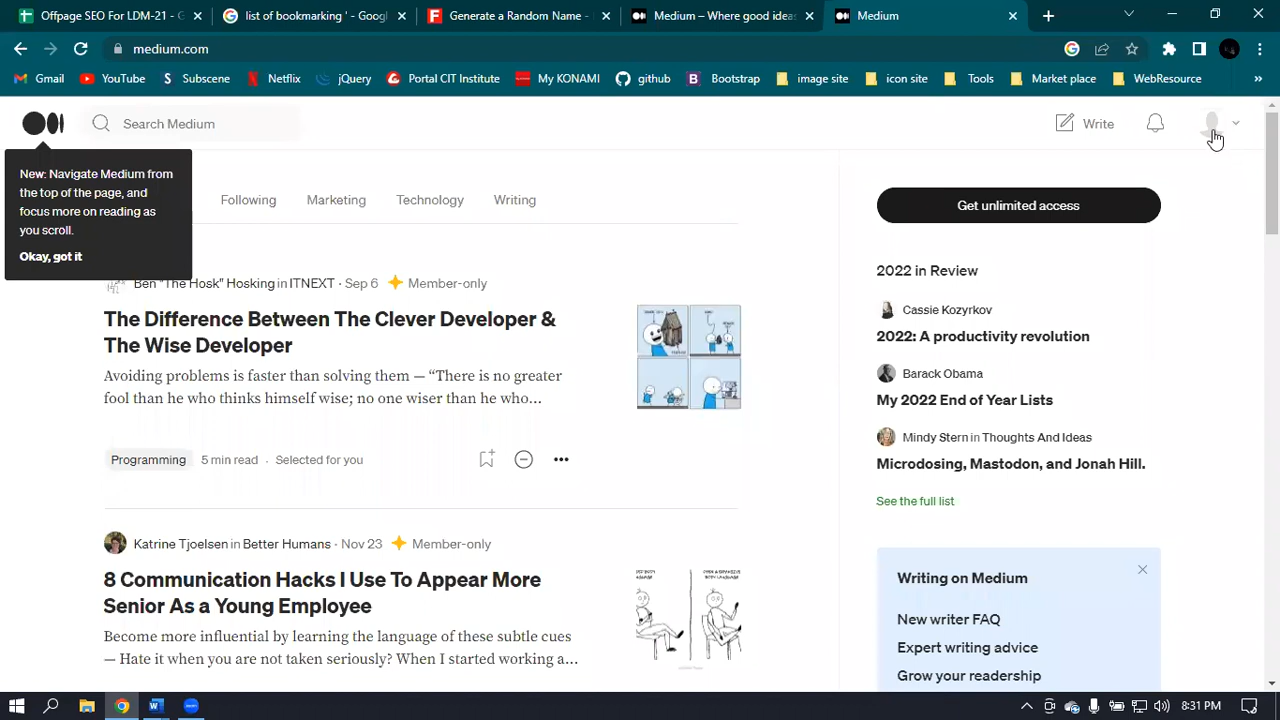 Offpage SEO For LDM-21 - G
list of bookmarking ' - Googl
Generate a Random Name -
Medium – Where good idea
Medium
medium.com
Gmail
YouTube
Subscene
Netflix
jQuery
Portal CIT Institute
My KONAMI
github
Bootstrap
image site
icon site
Tools
Market place
WebResource
»
Search Medium
Write
New: Navigate Medium from
the top of the page, and
focus more on reading as
you scroll.
Okay, got it
Following
Marketing
Technology
Writing
Get unlimited access
Ben "The Hosk" Hosking in ITNEXT · Sep 6 Member-only
The Difference Between The Clever Developer &
The Wise Developer
Avoiding problems is faster than solving them — “There is no greater
fool than he who thinks himself wise; no one wiser than he who...
Programming 5 min read · Selected for you
2022 in Review
Cassie Kozyrkov
2022: A productivity revolution
Barack Obama
My 2022 End of Year Lists
Mindy Stern in Thoughts And Ideas
Microdosing, Mastodon, and Jonah Hill.
See the full list
Katrine Tjoelsen in Better Humans · Nov 23 Member-only
8 Communication Hacks I Use To Appear More
Senior As a Young Employee
Become more influential by learning the language of these subtle cues
— Hate it when you are not taken seriously? When I started working a...
Writing on Medium
New writer FAQ
Expert writing advice
Grow your readership
8:31 PM